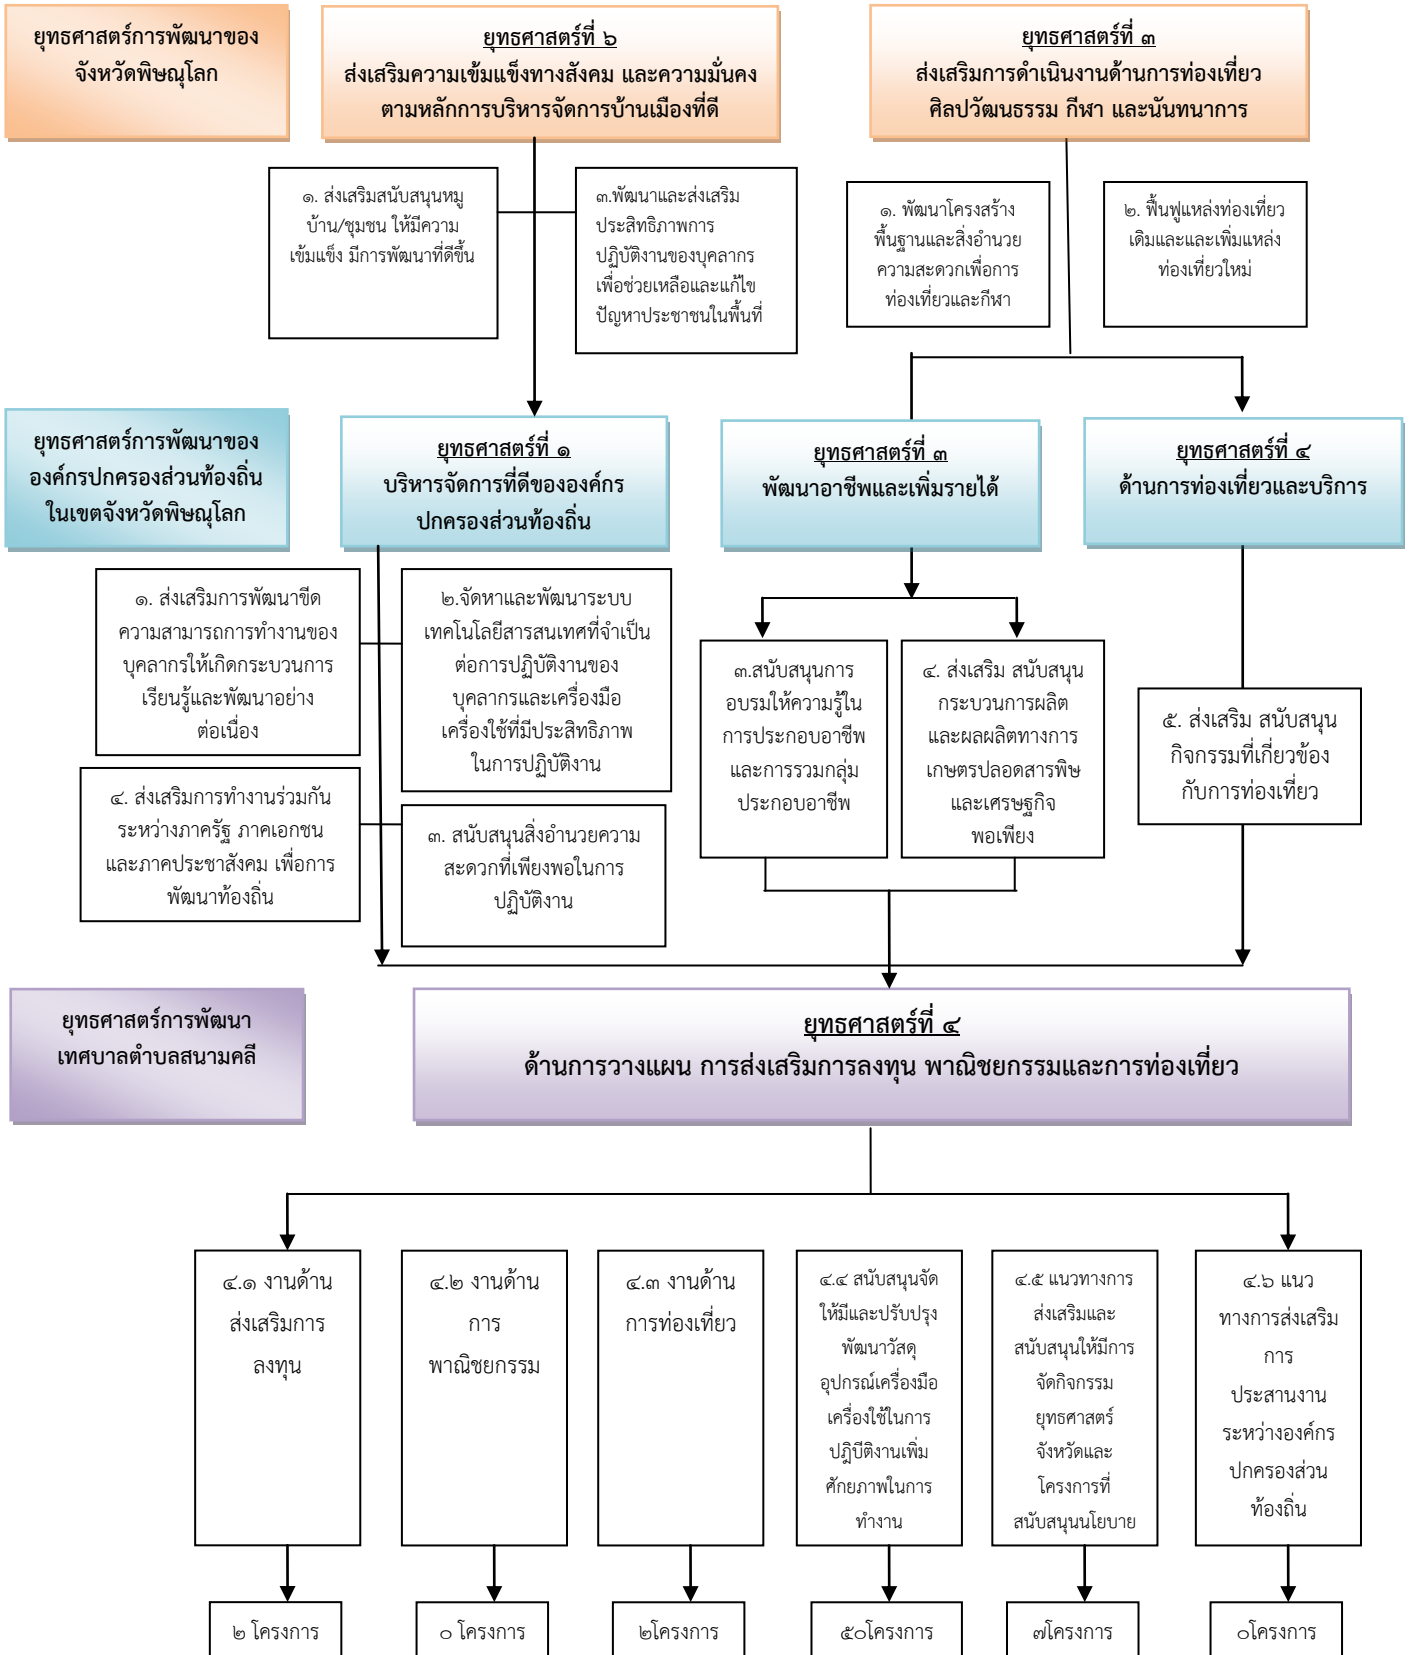 ยุทธศาสตร์การพัฒนาของ
จังหวัดพิษณุโลก
ยุทธศาสตร์ที่ ๖
ส่งเสริมความเข้มแข็งทางสังคม และความมั่นคง
ตามหลักการบริหารจัดการบ้านเมืองที่ดี
ยุทธศาสตร์ที่ ๓
ส่งเสริมการดำเนินงานด้านการท่องเที่ยว
ศิลปวัฒนธรรม กีฬา และนันทนาการ
๑. ส่งเสริมสนับสนุนหมู่
บ้าน/ชุมชน ให้มีความ
เข้มแข็ง มีการพัฒนาที่ดีขึ้น
๓.พัฒนาและส่งเสริม
ประสิทธิภาพการ
ปฏิบัติงานของบุคลากร
เพื่อช่วยเหลือและแก้ไข
ปัญหาประชาชนในพื้นที่
๑. พัฒนาโครงสร้าง
พื้นฐานและสิ่งอำนวย
ความสะดวกเพื่อการ
ท่องเที่ยวและกีฬา
๒. ฟื้นฟูแหล่งท่องเที่ยว
เดิมและและเพิ่มแหล่ง
ท่องเที่ยวใหม่
ยุทธศาสตร์การพัฒนาของ
องค์กรปกครองส่วนท้องถิ่น
ในเขตจังหวัดพิษณุโลก
ยุทธศาสตร์ที่ ๑
บริหารจัดการที่ดีขององค์กร
ปกครองส่วนท้องถิ่น
ยุทธศาสตร์ที่ ๓
พัฒนาอาชีพและเพิ่มรายได้
ยุทธศาสตร์ที่ ๔
ด้านการท่องเที่ยวและบริการ
๑. ส่งเสริมการพัฒนาขีด
ความสามารถการทำงานของ
บุคลากรให้เกิดกระบวนการ
เรียนรู้และพัฒนาอย่าง
ต่อเนื่อง
๒.จัดหาและพัฒนาระบบ
เทคโนโลยีสารสนเทศที่จำเป็น
ต่อการปฏิบัติงานของ
บุคลากรและเครื่องมือ
เครื่องใช้ที่มีประสิทธิภาพ
ในการปฏิบัติงาน
๔. ส่งเสริมการทำงานร่วมกัน
ระหว่างภาครัฐ ภาคเอกชน
และภาคประชาสังคม เพื่อการ
พัฒนาท้องถิ่น
๓. สนับสนุนสิ่งอำนวยความ
สะดวกที่เพียงพอในการ
ปฏิบัติงาน
๓.สนับสนุนการ
อบรมให้ความรู้ใน
การประกอบอาชีพ
และการรวมกลุ่ม
ประกอบอาชีพ
๔. ส่งเสริม สนับสนุน
กระบวนการผลิต
และผลผลิตทางการ
เกษตรปลอดสารพิษ
และเศรษฐกิจ
พอเพียง
๕. ส่งเสริม สนับสนุน
กิจกรรมที่เกี่ยวข้อง
กับการท่องเที่ยว
ยุทธศาสตร์การพัฒนา
เทศบาลตำบลสนามคลี
ยุทธศาสตร์ที่ ๔
ด้านการวางแผน การส่งเสริมการลงทุน พาณิชยกรรมและการท่องเที่ยว
๔.๑ งานด้าน
ส่งเสริมการ
ลงทุน
๔.๒ งานด้าน
การ
พาณิชยกรรม
๔.๓ งานด้าน
การท่องเที่ยว
๔.๔ สนับสนุนจัด
ให้มีและปรับปรุง
พัฒนาวัสดุ
อุปกรณ์เครื่องมือ
เครื่องใช้ในการ
ปฎิบีติงานเพิ่ม
ศักยภาพในการ
ทำงาน
๔.๕ แนวทางการ
ส่งเสริมและ
สนับสนุนให้มีการ
จัดกิจกรรม
ยุทธศาสตร์
จังหวัดและ
โครงการที่
สนับสนุนนโยบาย
๔.๖ แนว
ทางการส่งเสริม
การ
ประสานงาน
ระหว่างองค์กร
ปกครองส่วน
ท้องถิ่น
๒ โครงการ
๐ โครงการ
๒โครงการ
๕๐โครงการ
๗โครงการ
๐โครงการ